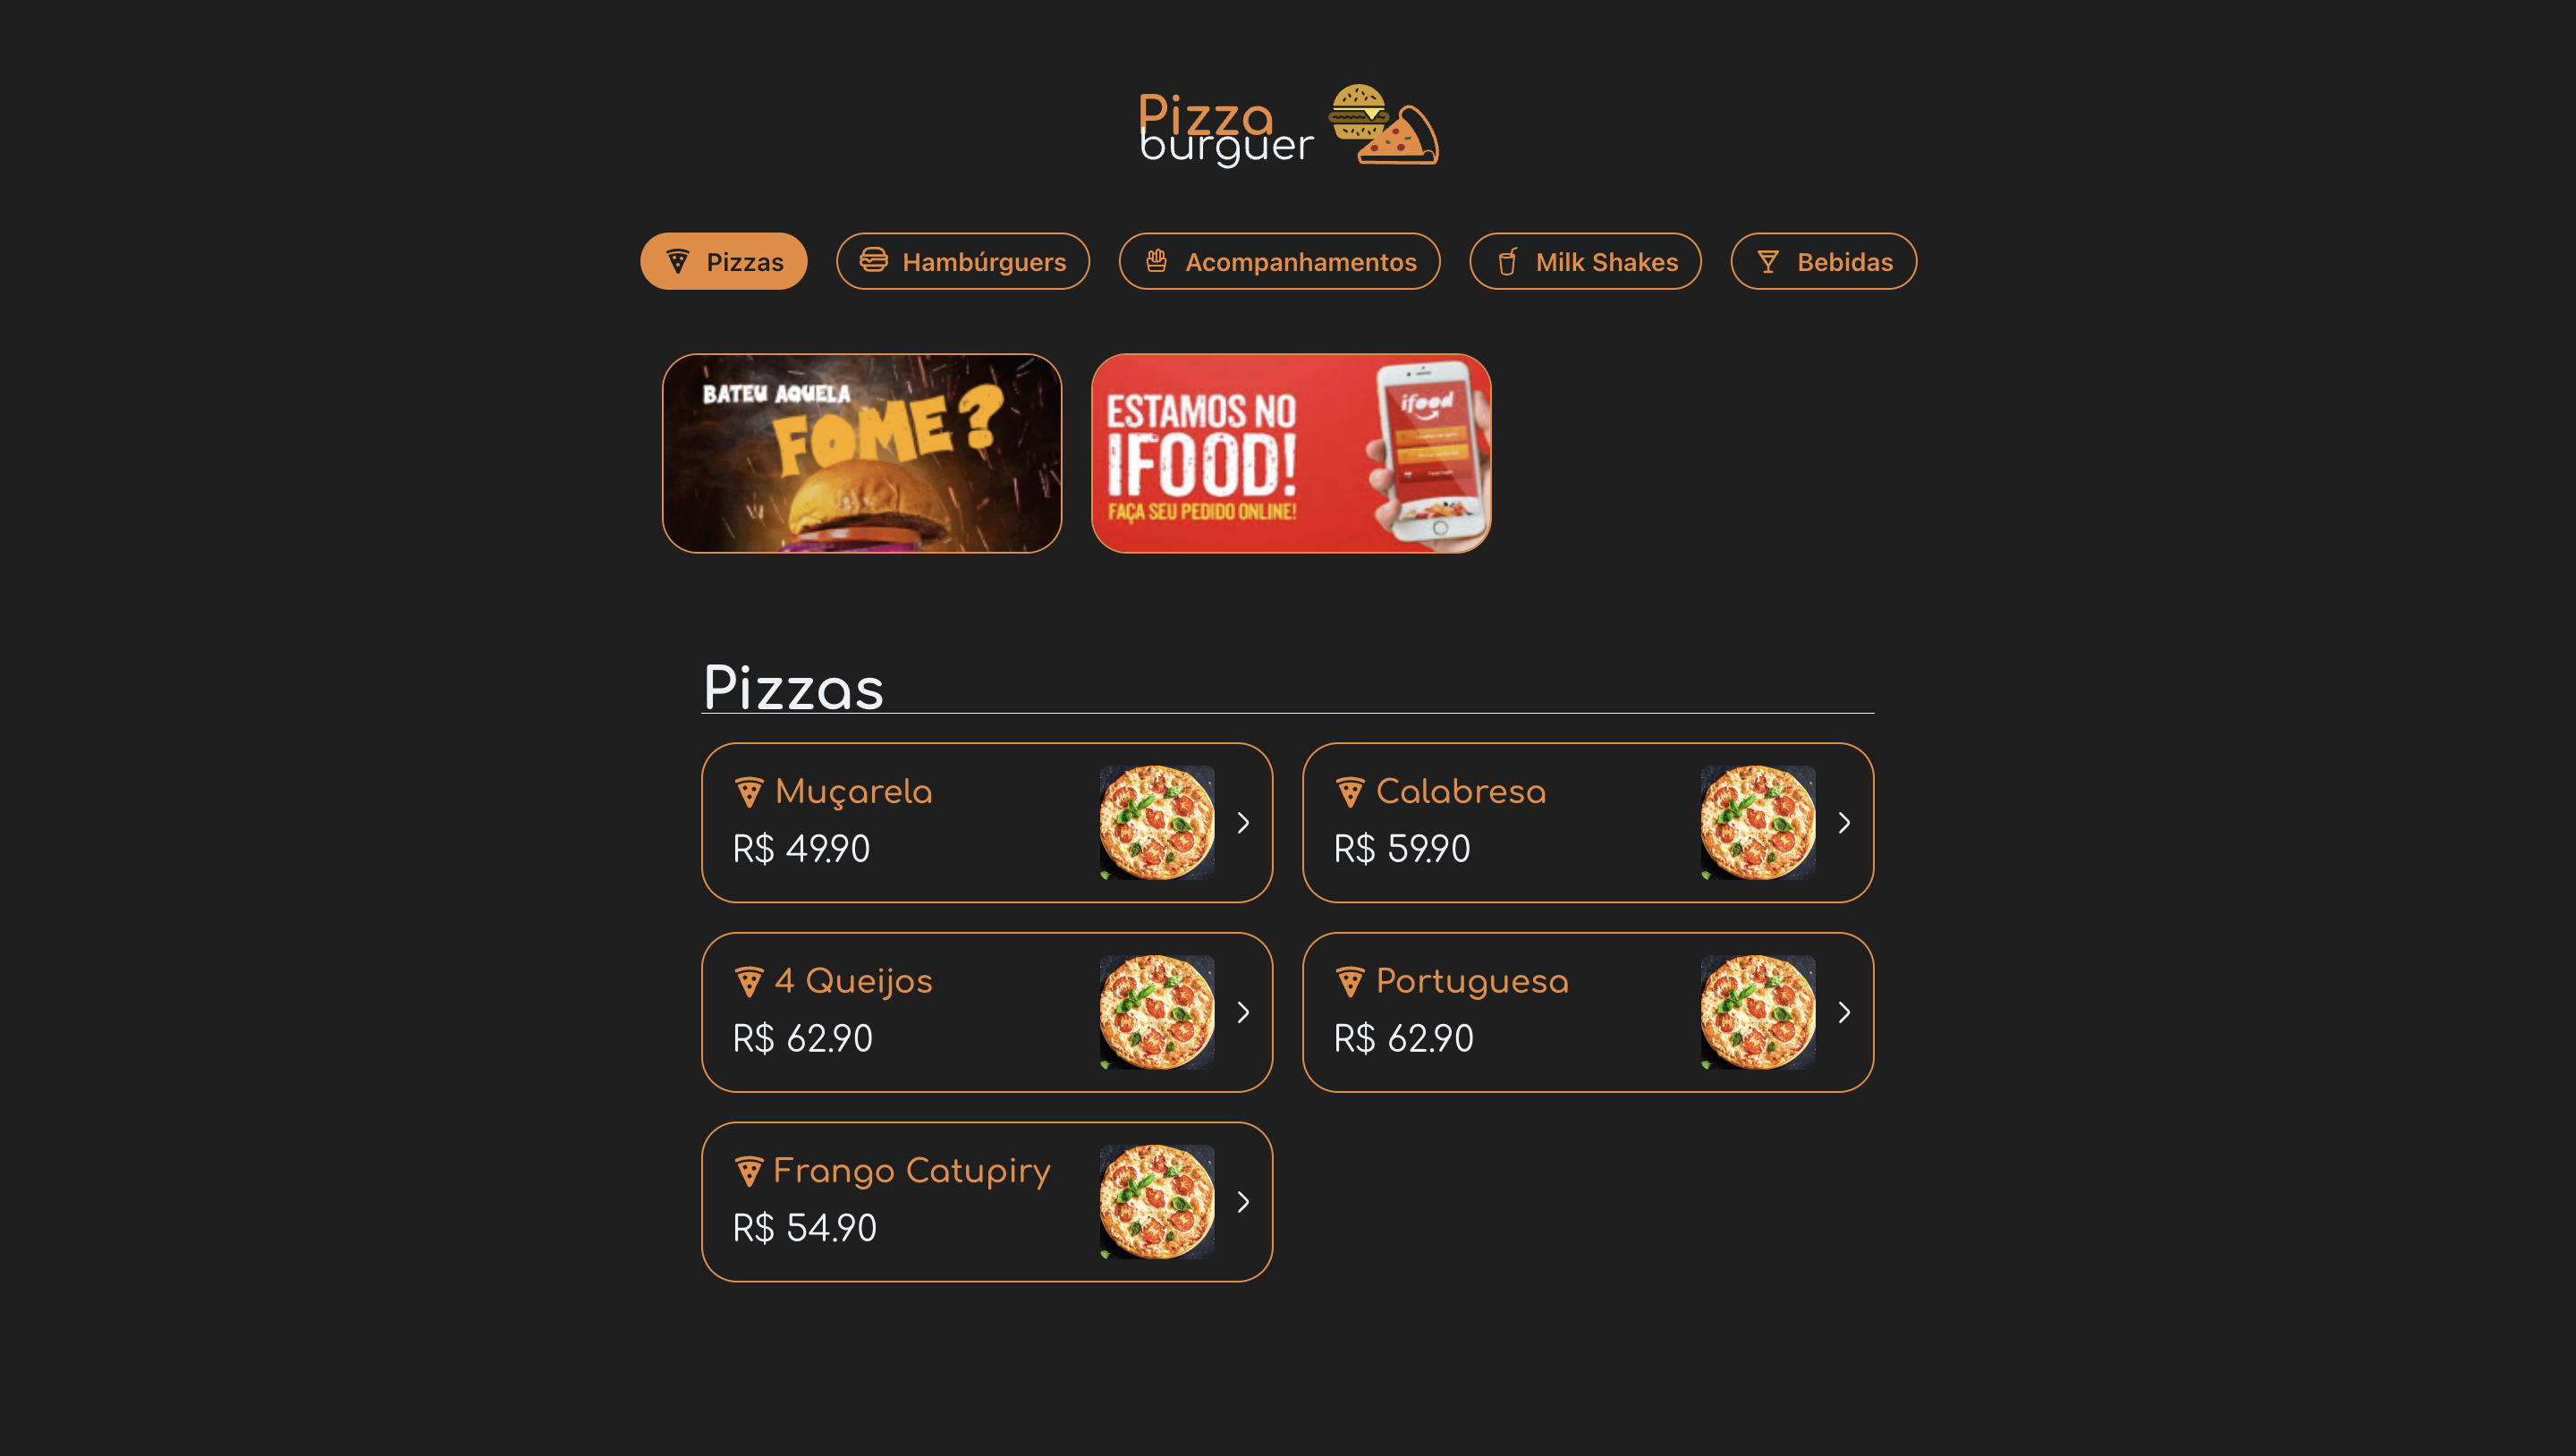 Pizza
burguer
Pizzas
Hambúrguers
Acompanhamentos
Milk Shakes
Bebidas
BATEU AQUELA
FOME?
ESTAMOS NO
IFOOD!
FAÇA SEU PEDIDO ONLINE!
ifood
Pizzas
Muçarela
R$ 49.90
Calabresa
R$ 59.90
4 Queijos
R$ 62.90
Portuguesa
R$ 62.90
Frango Catupiry
R$ 54.90